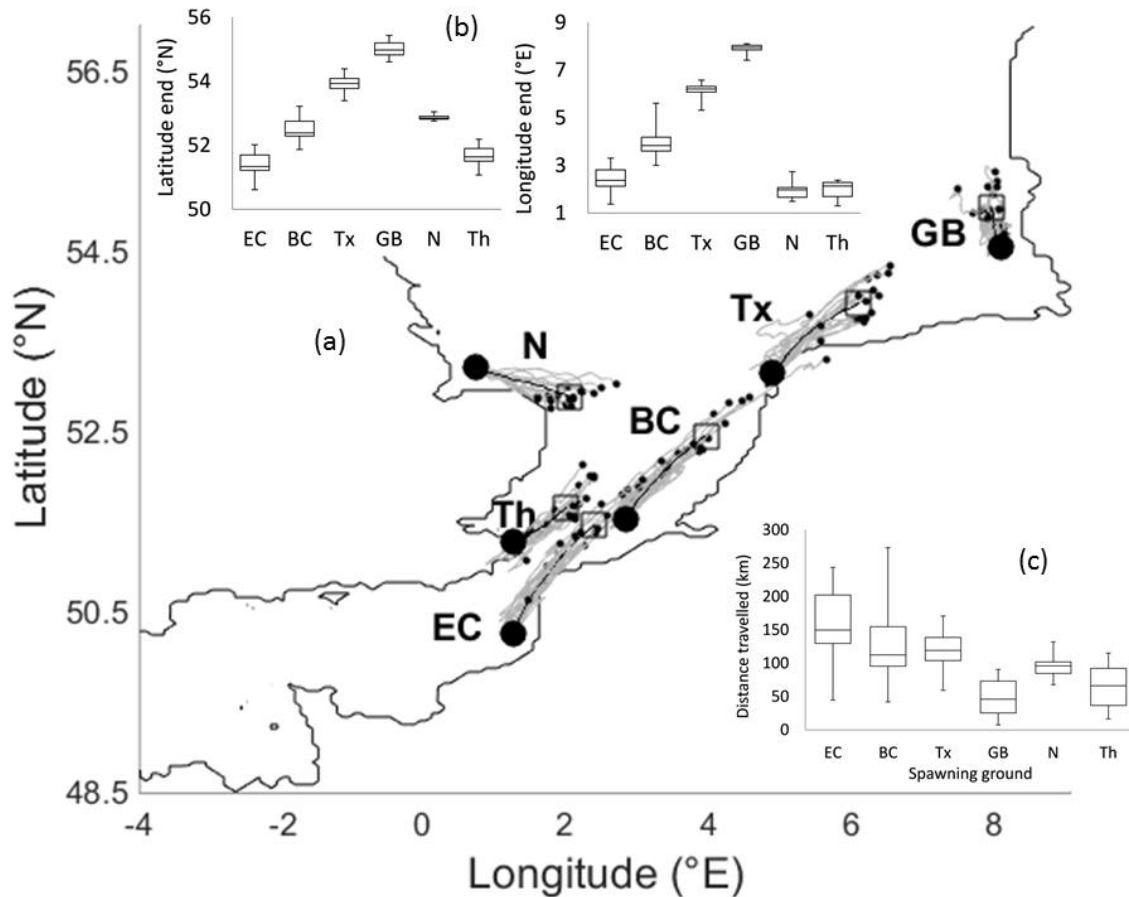 (b)
Latitude end (°N)
56
54
52
50
EC BC Tx GB N Th
Longitude end (°E)
9
7
5
3
1
EC BC Tx GB N Th
(a)
Latitude (°N)
56.5
54.5
52.5
50.5
48.5
GB
Tx
N
BC
Th
EC
(c)
Distance travelled (km)
300
250
200
150
100
50
0
EC BC Tx GB N Th
Spawning ground
-4 -2 0 2 4 6 8
Longitude (°E)